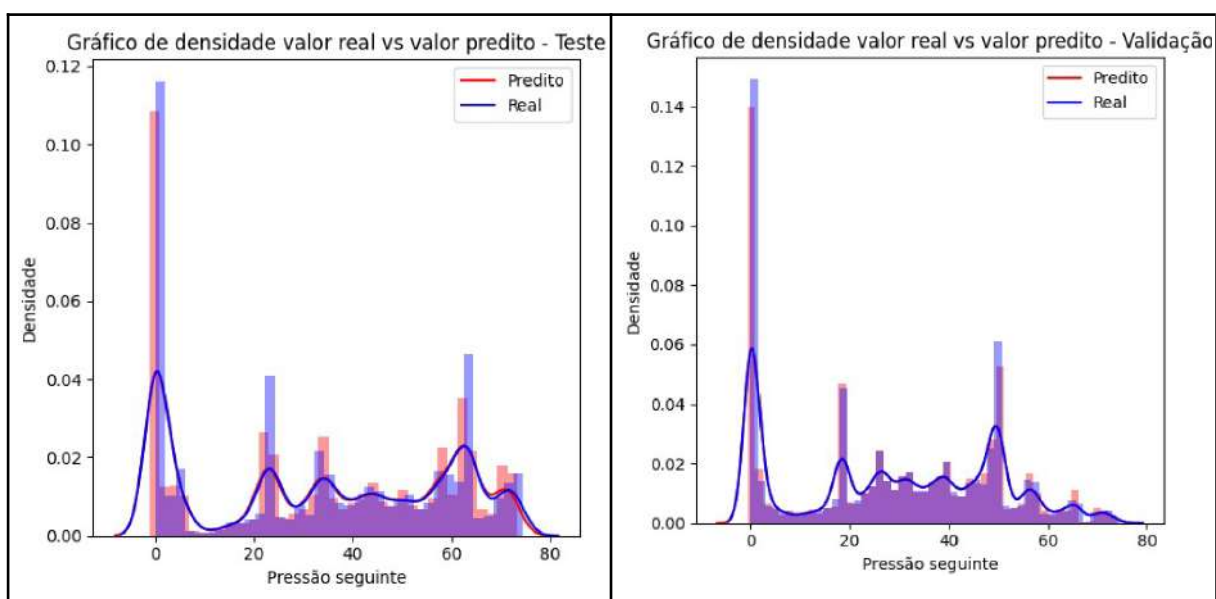 Gráfico de densidade valor real vs valor predito - Teste
Predito
Real
0.12
0.10
0.08
0.06
0.04
0.02
0.00
Densidade
0
20
40
60
80
Pressão seguinte
Gráfico de densidade valor real vs valor predito - Validação
Predito
Real
0.14
0.12
0.10
0.08
0.06
0.04
0.02
0.00
Densidade
0
20
40
60
80
Pressão seguinte